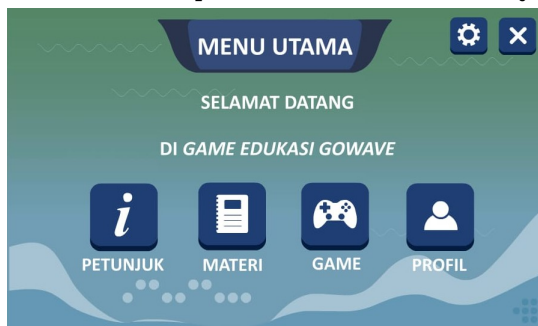 MENU UTAMA
SELAMAT DATANG
DI GAME EDUKASI GOWAVE
PETUNJUK MATERI GAME PROFIL